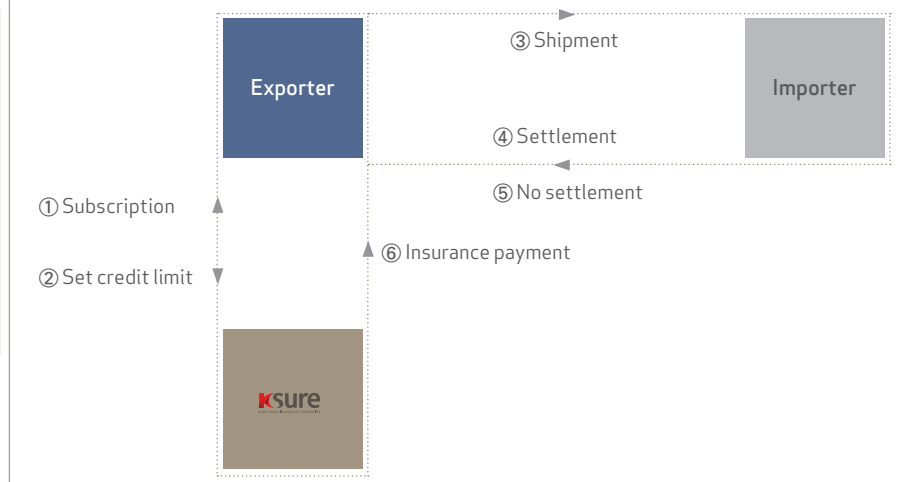 ③ Shipment
Exporter
Importer
④ Settlement
⑤ No settlement
① Subscription
⑥ Insurance payment
② Set credit limit
Ksure